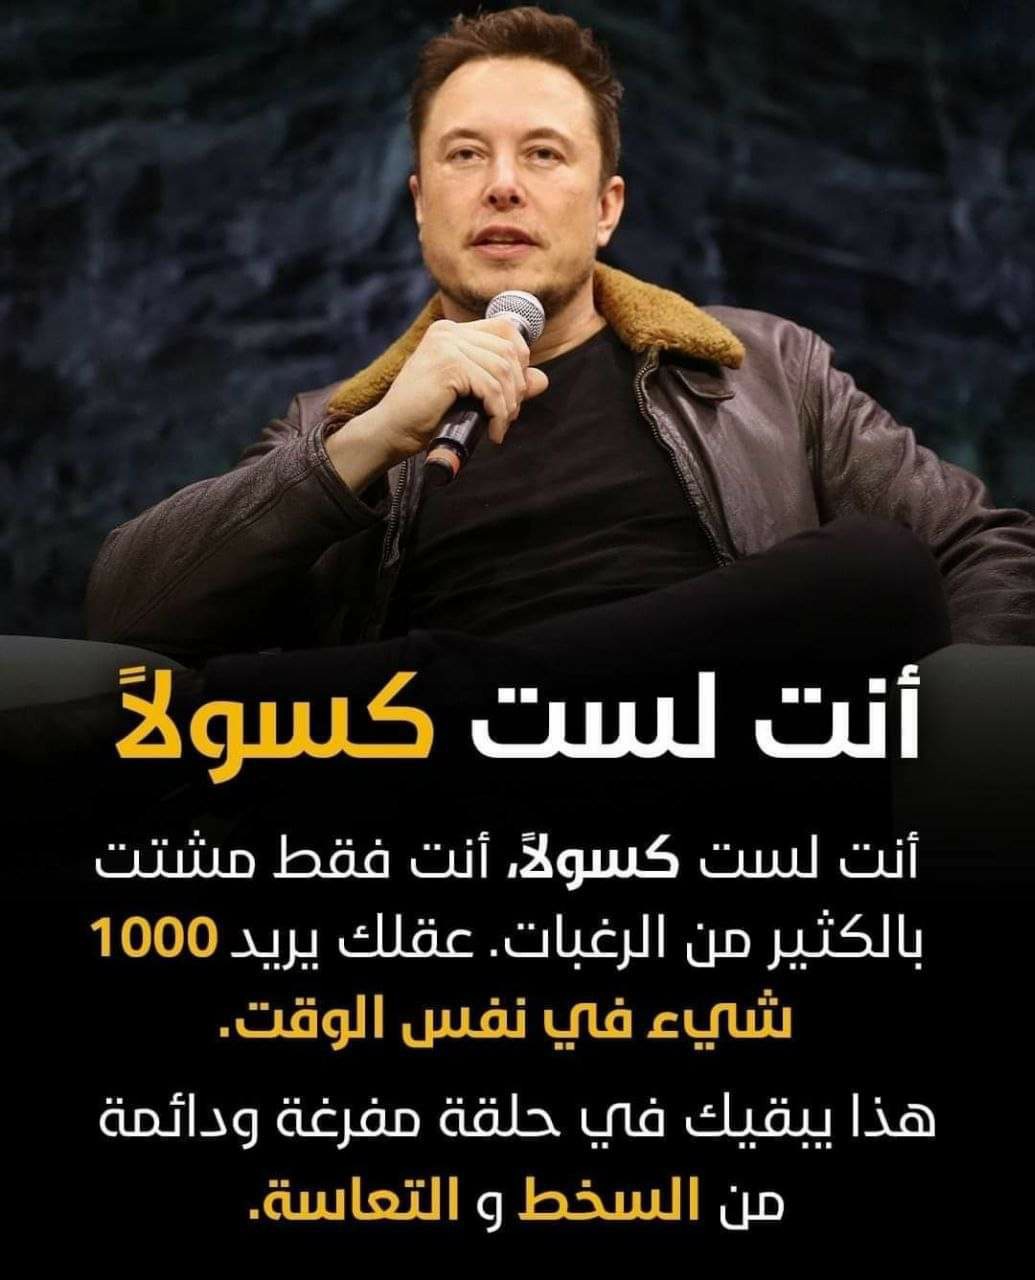 أنت لست كسولاً
أنت لست كسولاً، أنت فقط مشتت
بالكثير من الرغبات. عقلك يريد 1000
شيء في نفس الوقت.
هذا يبقيك في حلقة مفرغة ودائمة
من السخط و التعاسة.